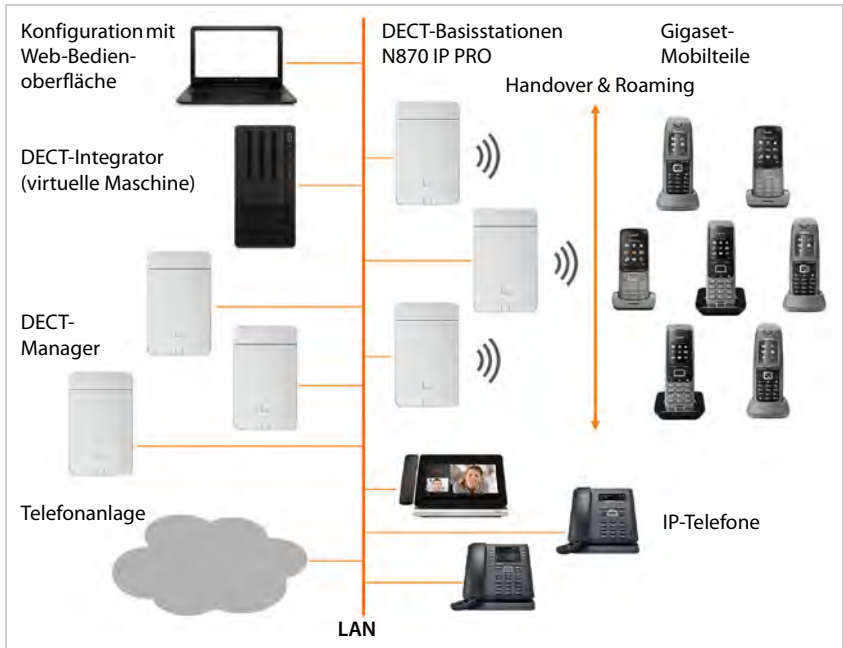 Konfiguration mit
Web-Bedien-
oberfläche
DECT-Basisstationen
N870 IP PRO
Gigaset-
Mobilteile
Handover & Roaming
DECT-Integrator
(virtuelle Maschine)
DECT-
Manager
Telefonanlage
IP-Telefone
LAN